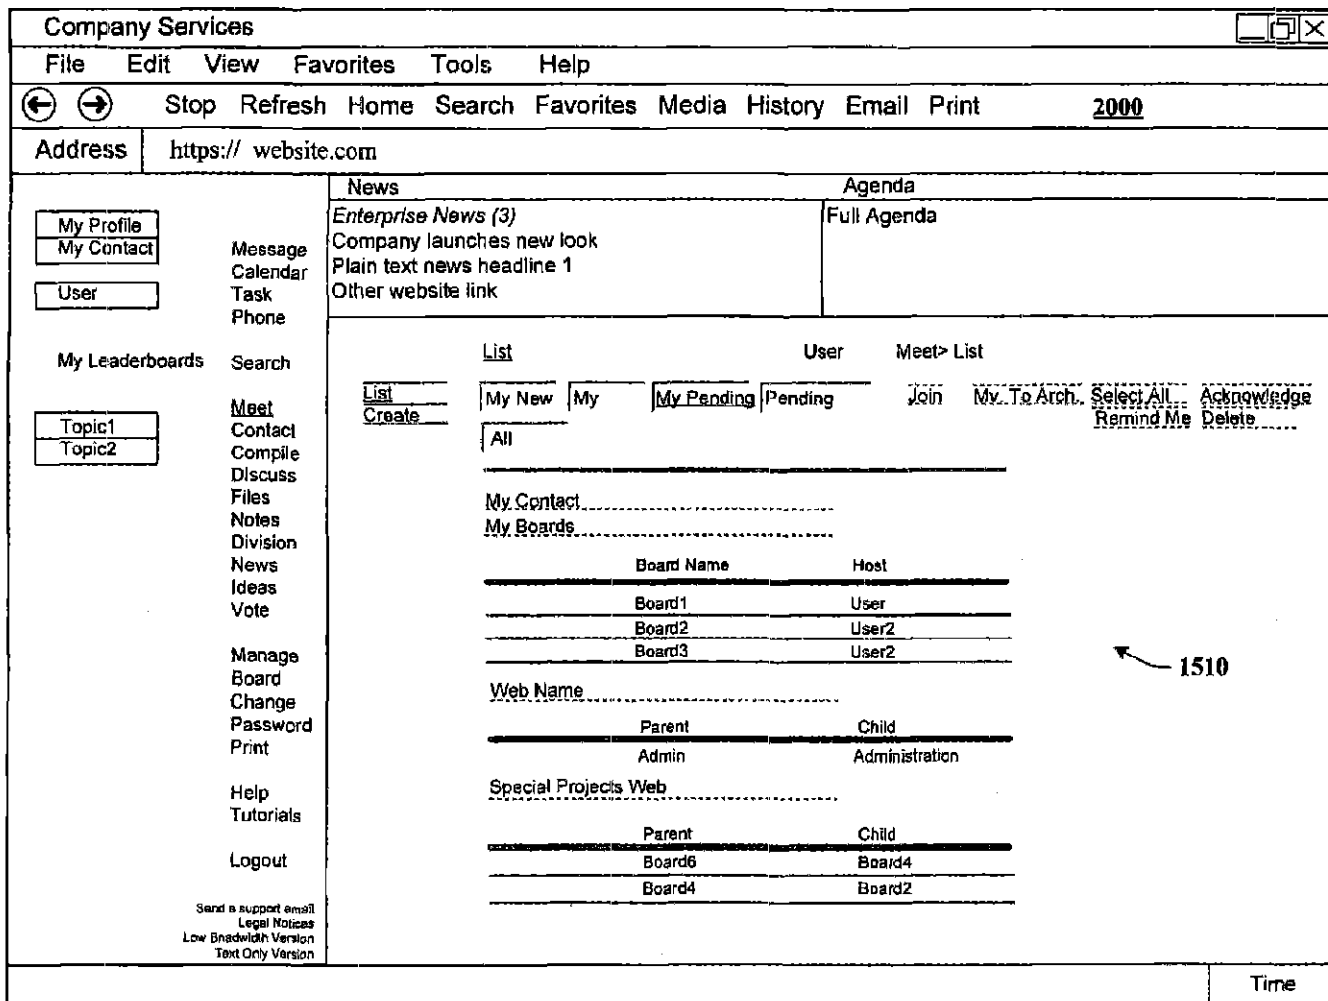 Company Services
File Edit View Favorites Tools Help
Stop Refresh Home Search Favorites Media History Email Print 2000
Address https:// website.com
News Agenda
Enterprise News (3)
Company launches new look
Plain text news headline 1
Other website link
Full Agenda
My Profile
My Contact
User
My Leaderboards
Topic1
Topic2
Message
Calendar
Task
Phone
Search
Meet
Contact
Compile
Discuss
Files
Notes
Division
News
Ideas
Vote
Manage
Board
Change
Password
Print
Help
Tutorials
Logout
Send a support email
Legal Notices
Low Bnadwidth Version
Text Only Version
List User Meet> List
List
Create
My New My My Pending Pending
All
Join Mv. To Arch. Select All Acknowledge
Remind Me Delete
My Contact
My Boards
Board Name Host
Board1 User
Board2 User2
Board3 User2
1510
Web Name
Parent Child
Admin Administration
Special Projects Web
Parent Child
Board6 Board4
Board4 Board2
Time